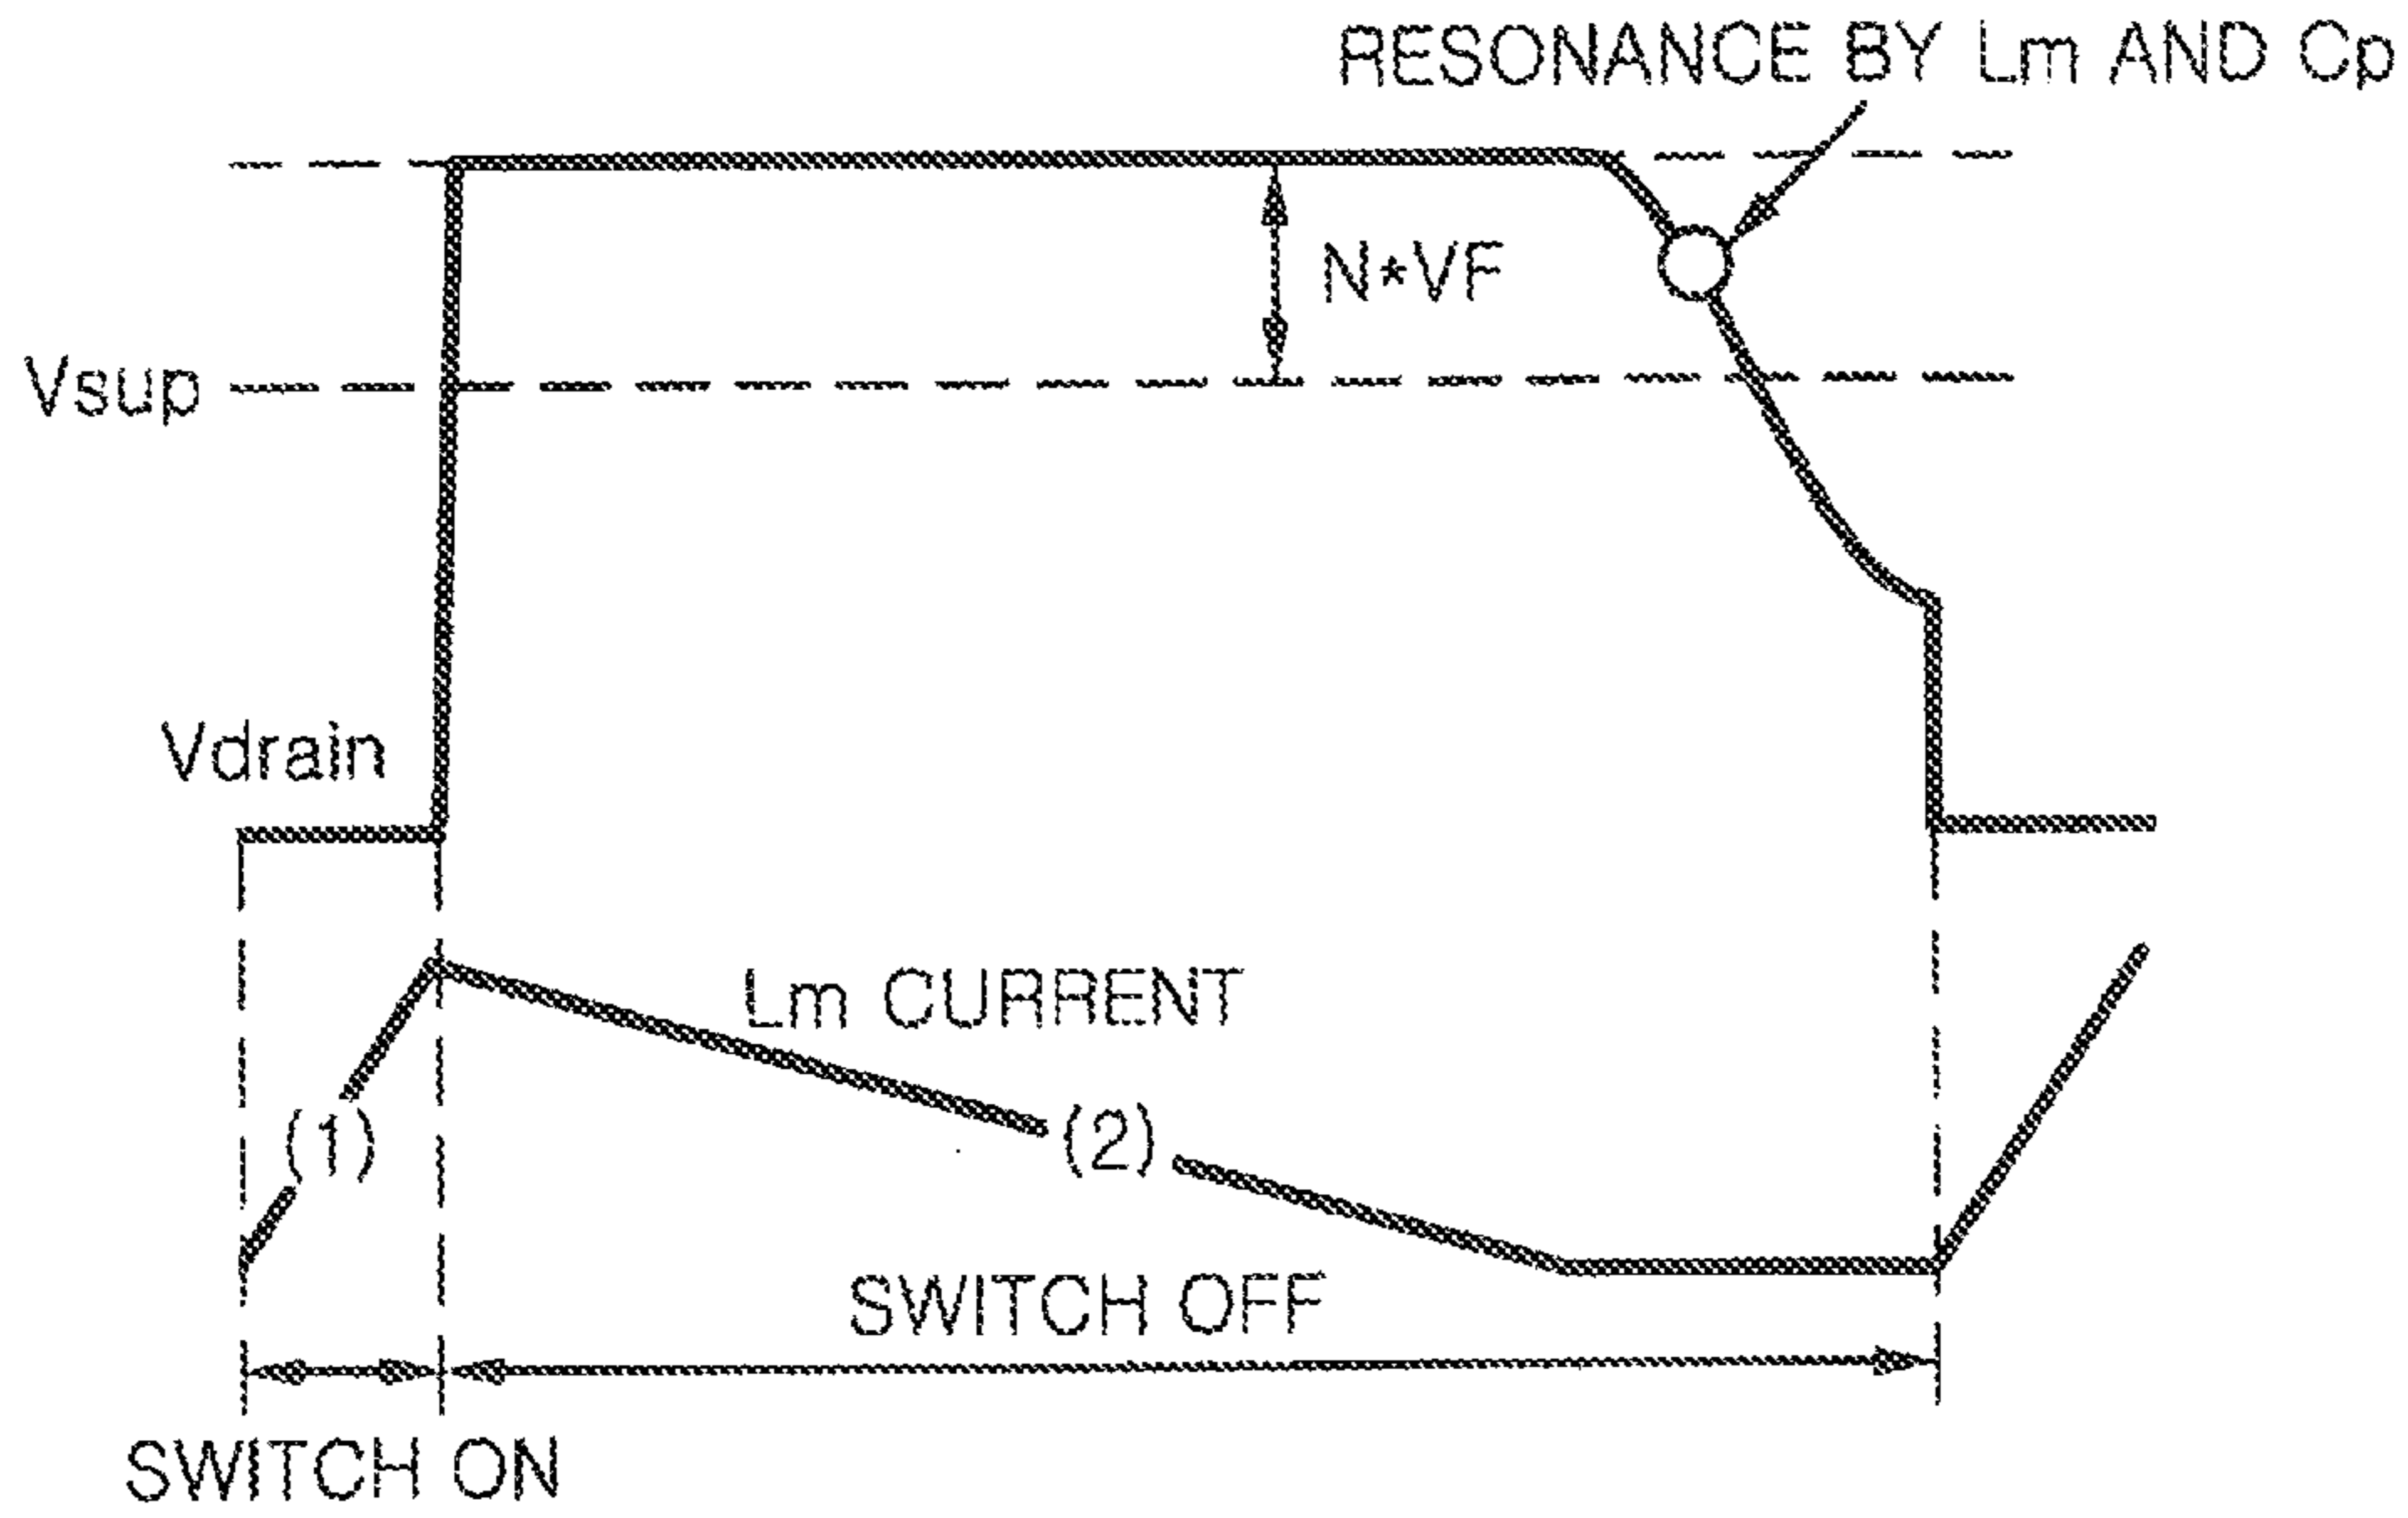 RESONANCE BY Lm AND Cp
N*VF
Vsup
Vdrain
Lm CURRENT
(1)
(2)
SWITCH OFF
SWITCH ON